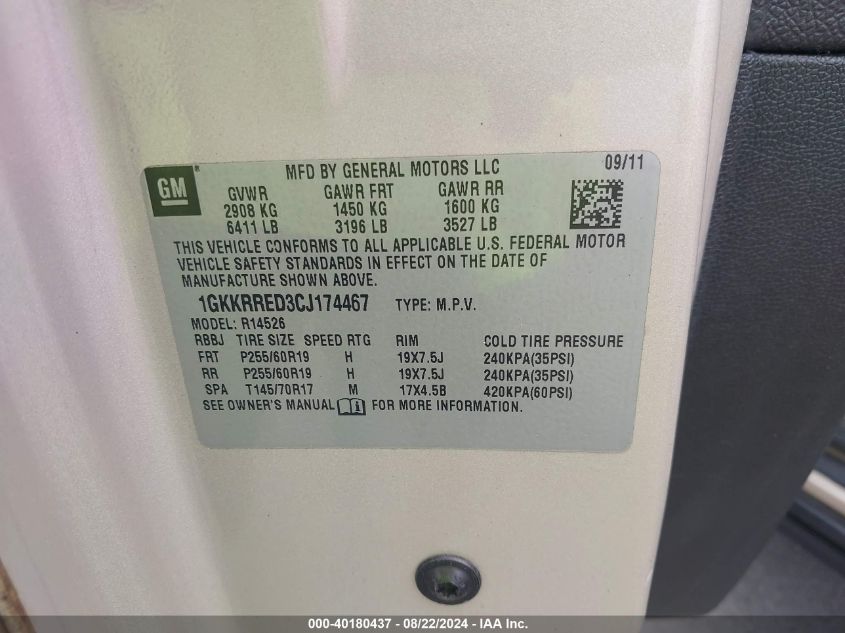 GM
®
MFD BY GENERAL MOTORS LLC 09/11
GVWR GAWR FRT GAWR RR
2908 KG 1450 KG 1600 KG
6411 LB 3196 LB 3527 LB
THIS VEHICLE CONFORMS TO ALL APPLICABLE U.S. FEDERAL MOTOR
VEHICLE SAFETY STANDARDS IN EFFECT ON THE DATE OF
MANUFACTURE SHOWN ABOVE.
1GKKRRED3CJ174467 TYPE: M.P.V.
MODEL: R14526
RBBJ TIRE SIZE SPEED RTG RIM COLD TIRE PRESSURE
FRT P255/60R19 H 19X7.5J 240KPA(35PSI)
RR P255/60R19 H 19X7.5J 240KPA(35PSI)
SPA T145/70R17 M 17X4.5B 420KPA(60PSI)
SEE OWNER'S MANUAL FOR MORE INFORMATION.
000-40180437 - 08/22/2024 - IAA Inc.